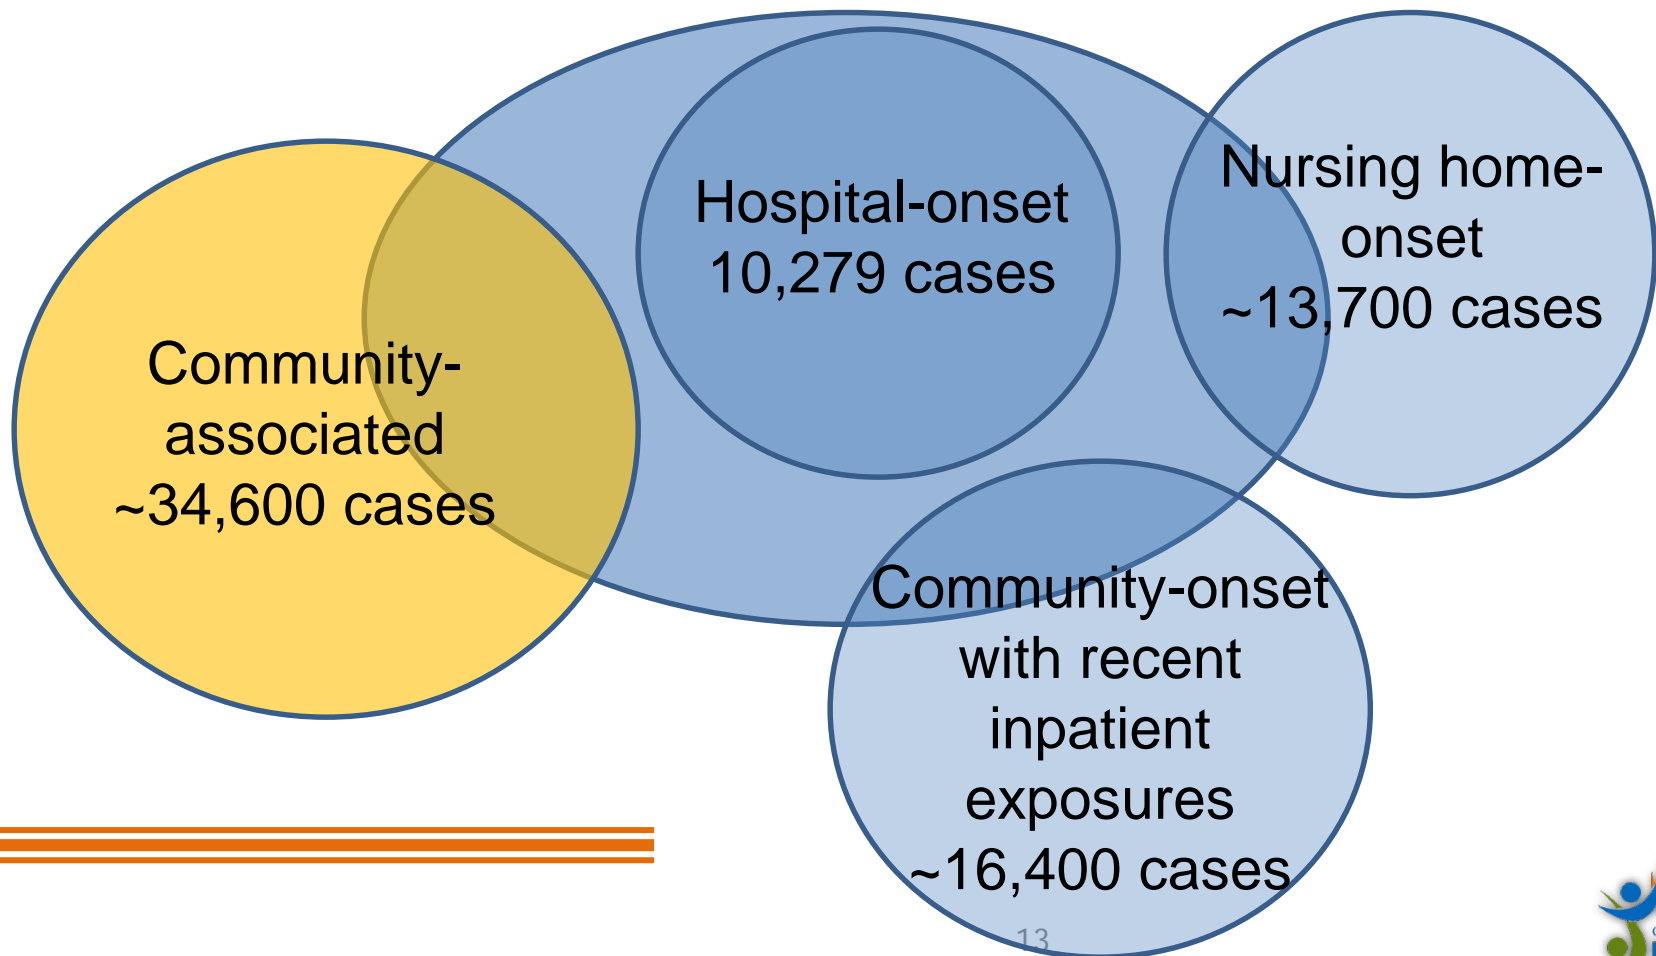 Hospital-onset
10,279 cases
Nursing home-
onset
~13,700 cases
Community-
associated
~34,600 cases
Community-onset
with recent
inpatient
exposures
~16,400 cases
13